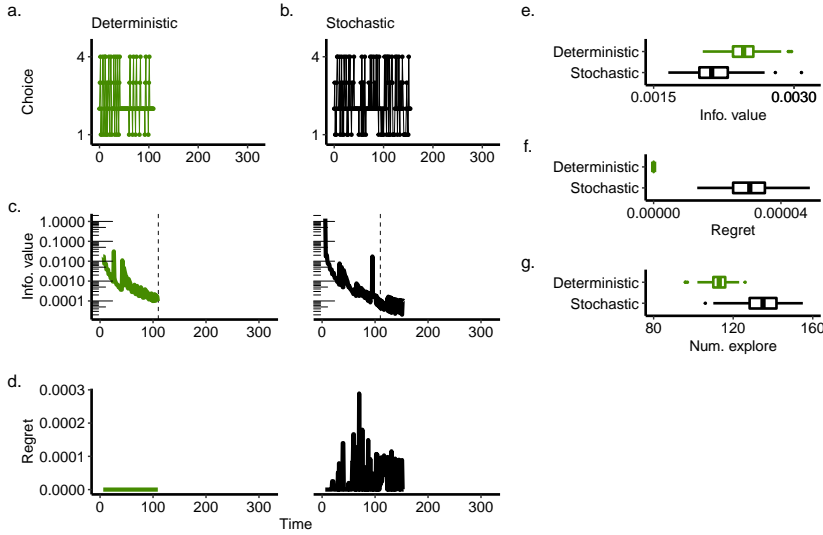 a.
Deterministic
b.
Stochastic
Choice
4
1
0
100
200
300
4
1
0
100
200
300
c.
Info. value
1.0000
0.1000
0.0100
0.0010
0.0001
0
100
200
300
0
100
200
300
d.
Regret
0.0003
0.0002
0.0001
0.0000
0
100
200
300
0
100
200
300
Time
e.
Deterministic
Stochastic
0.0015
0.0030
Info. value
f.
Deterministic
Stochastic
0.00000
0.00004
Regret
g.
Deterministic
Stochastic
80
120
160
Num. explore